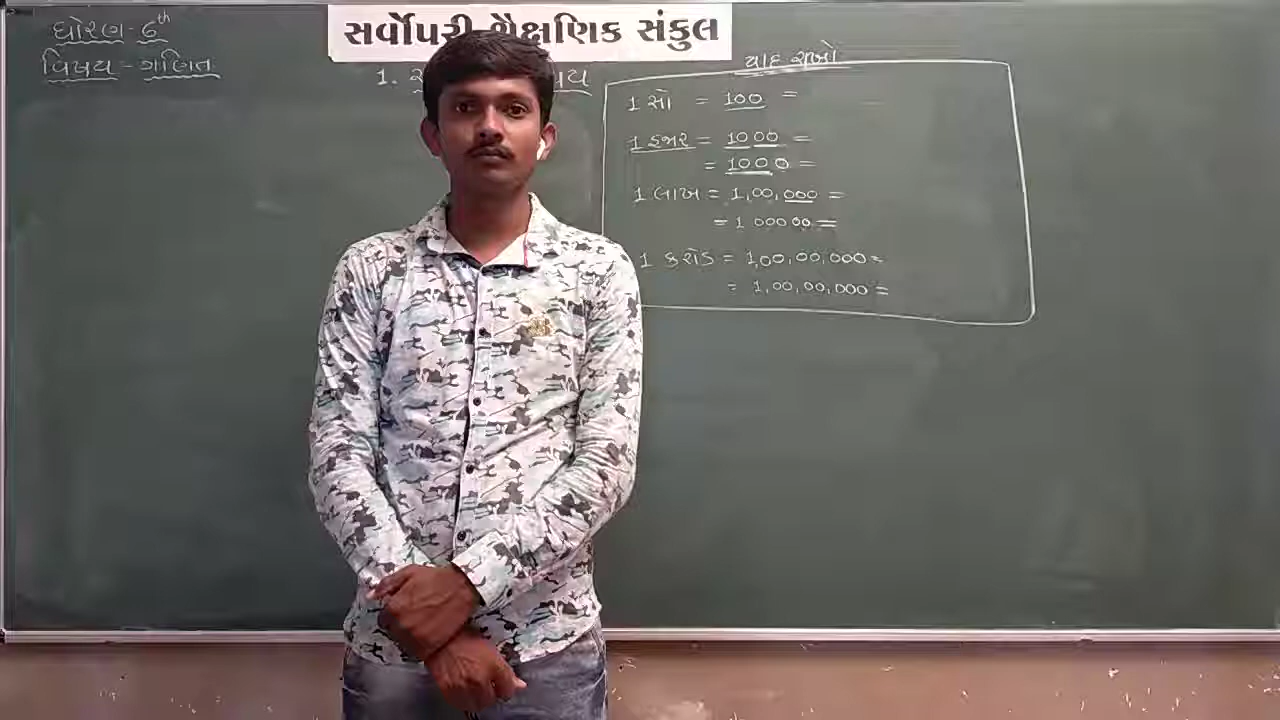 સર્વોપરી શૈક્ષણિક સંકુલ
ધોરણ - 6th
વિષય - ગણિત
1.
યાદ રાખો
1 સો = 100 =
1 હજાર = 1000 =
= 1000 =
1 લાખ = 1,00,000 =
= 1 00000 =
1 કરોડ = 1,00,00,000 =
= 1,00,00,000 =